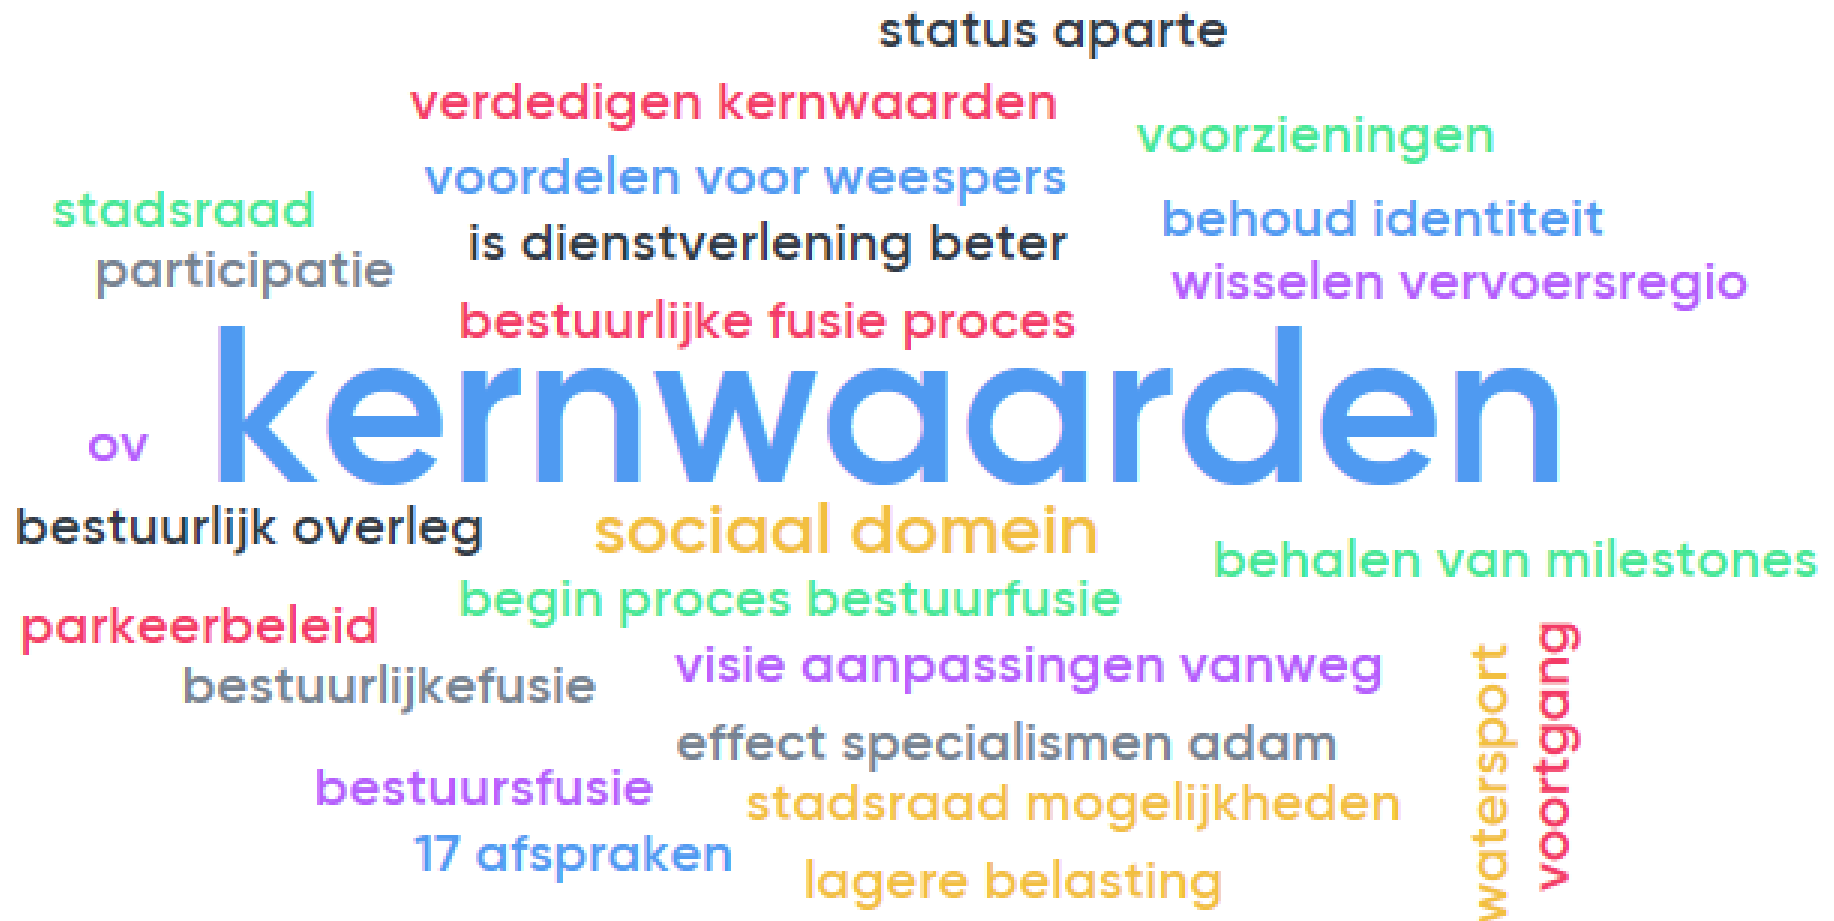 status aparte
verdedigen kernwaarden
voorzieningen
voordelen voor weespers
stadsraad
behoud identiteit
is dienstverlening beter
participatie
wisselen vervoersregio
bestuurlijke fusie proces
kernwaarden
ov
bestuurlijk overleg
sociaal domein
behalen van milestones
begin proces bestuurfusie
parkeerbeleid
visie aanpassingen vanweg
bestuurlijkefusie
watersport
voortgang
effect specialismen adam
bestuursfusie
stadsraad mogelijkheden
17 afspraken
lagere belasting